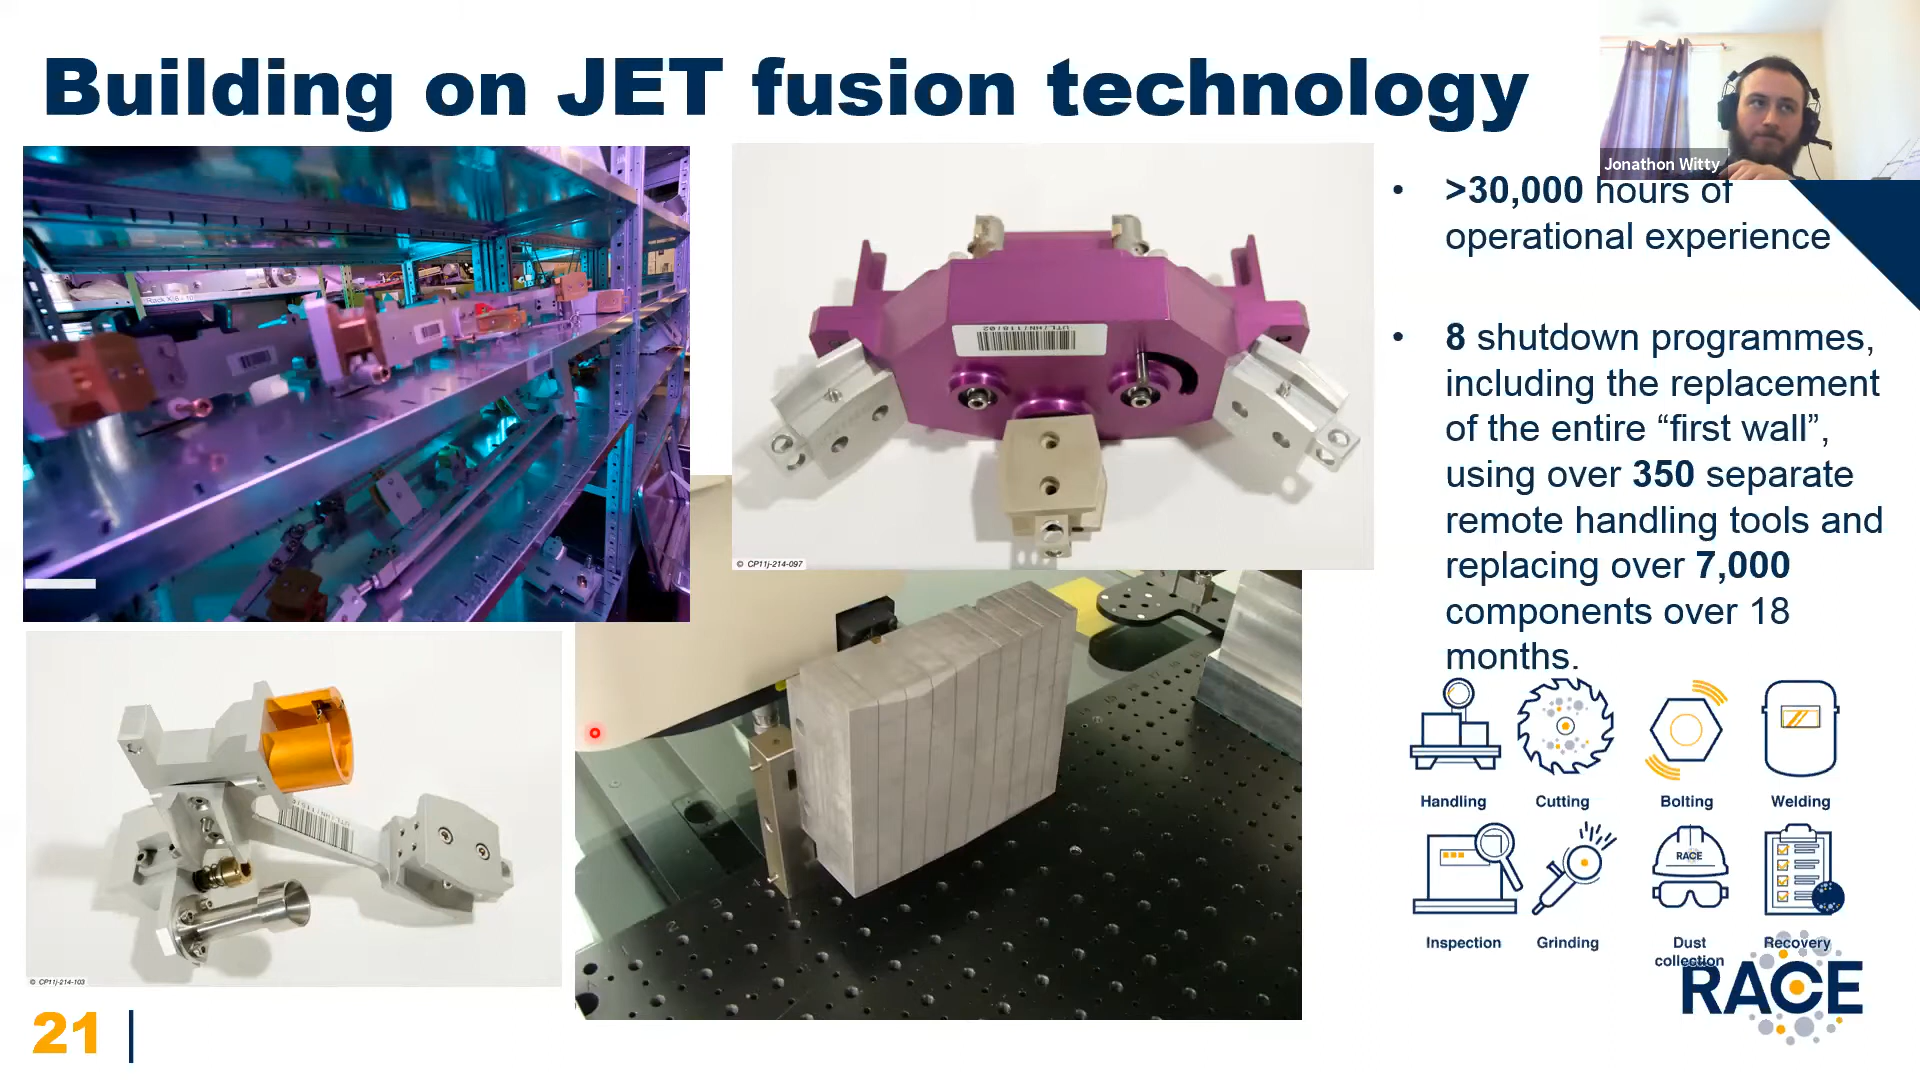 Building on JET fusion technology
Jonathon Witty
• >30,000 hours of
operational experience
• 8 shutdown programmes,
including the replacement
of the entire “first wall”,
using over 350 separate
remote handling tools and
replacing over 7,000
components over 18
months.
© CP11j-214-097
© CP11j-214-103
Handling
Cutting
Bolting
Welding
RACE
Inspection
Grinding
Dust
collection
Recovery
RACE
21